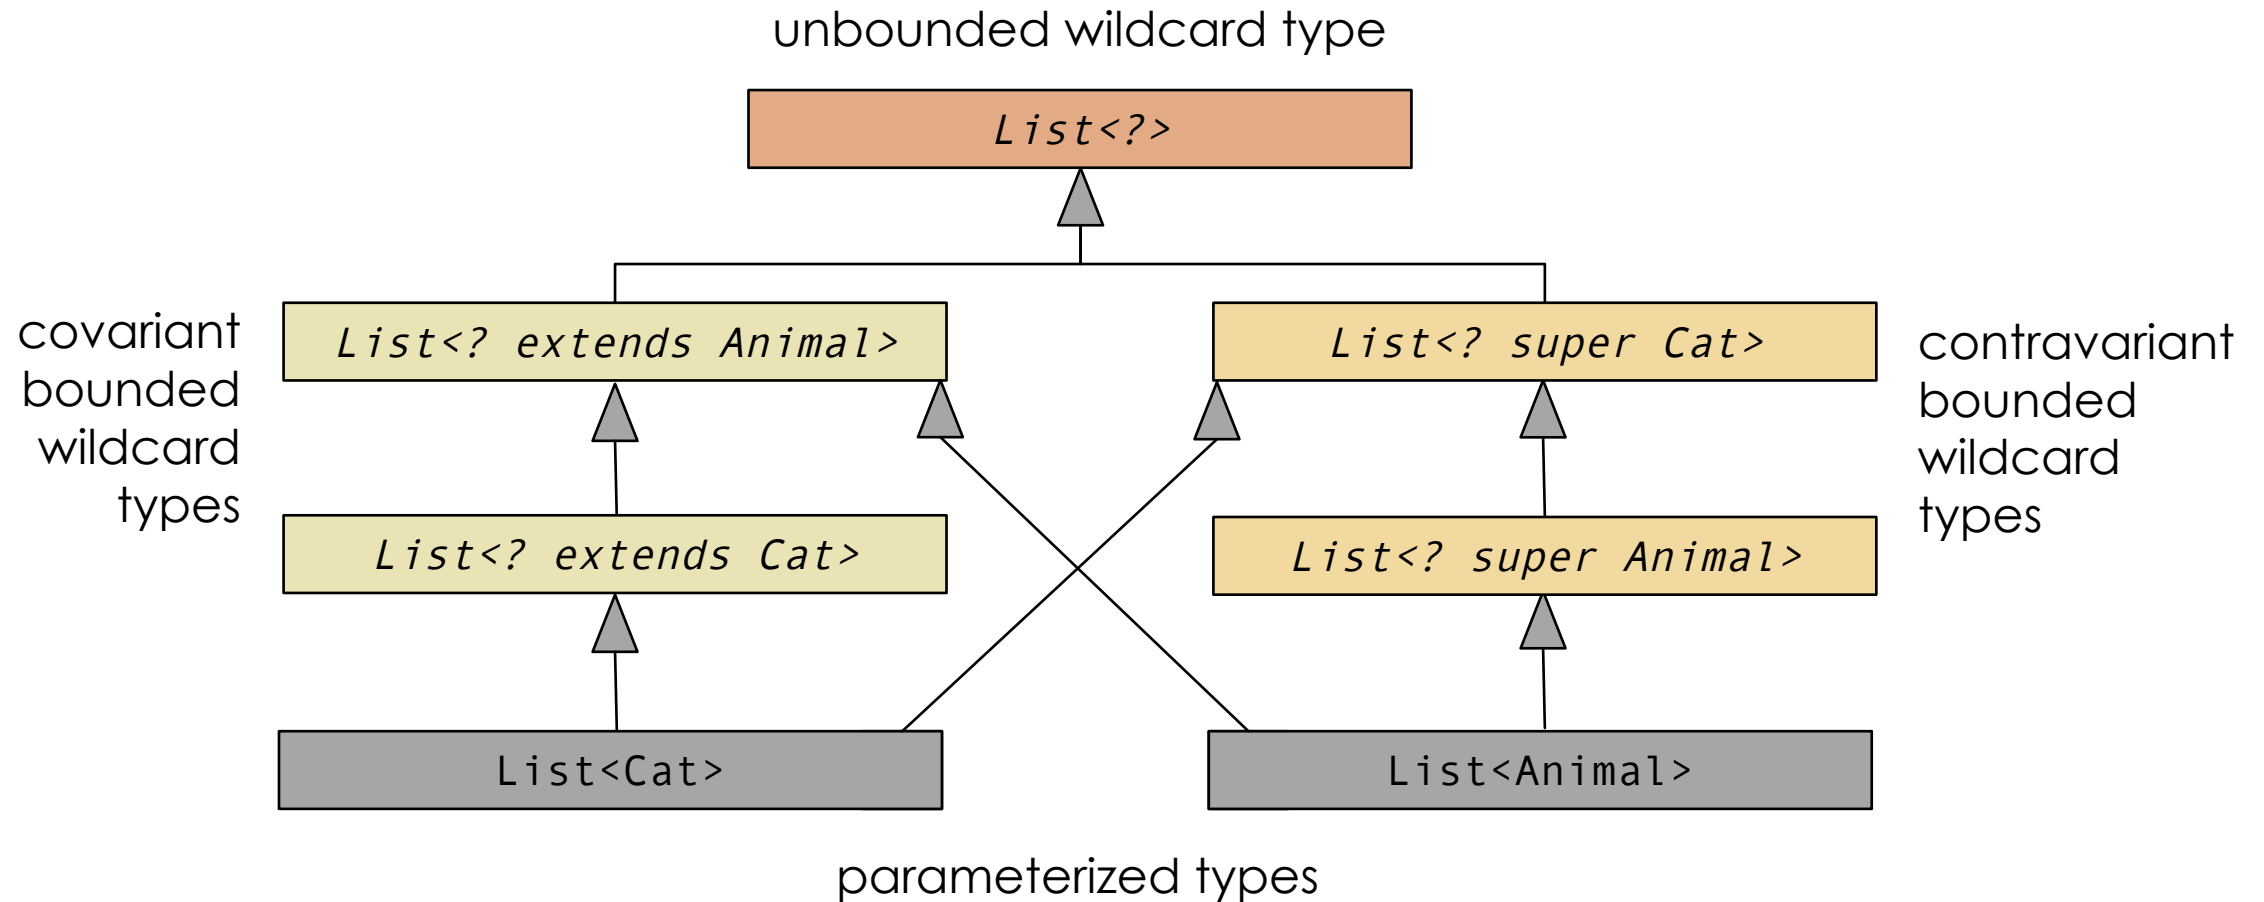 unbounded wildcard type
List<?>
covariant
bounded
wildcard
types
List<? extends Animal>
List<? super Cat>
contravariant
bounded
wildcard
types
List<? extends Cat>
List<? super Animal>
List<Cat>
List<Animal>
parameterized types